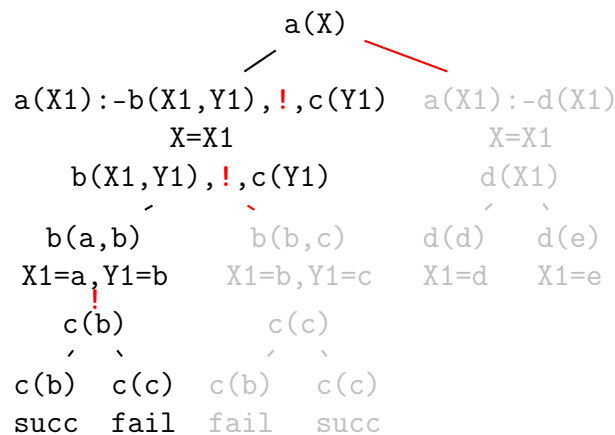 a(X)
a(X1):-b(X1,Y1),!,c(Y1) a(X1):-d(X1)
X=X1 X=X1
b(X1,Y1),!,c(Y1) d(X1)
b(a,b) b(b,c) d(d) d(e)
X1=a,Y1=b X1=b,Y1=c X1=d X1=e
!
c(b) c(c)
c(b) c(c) c(b) c(c)
succ fail fail succ